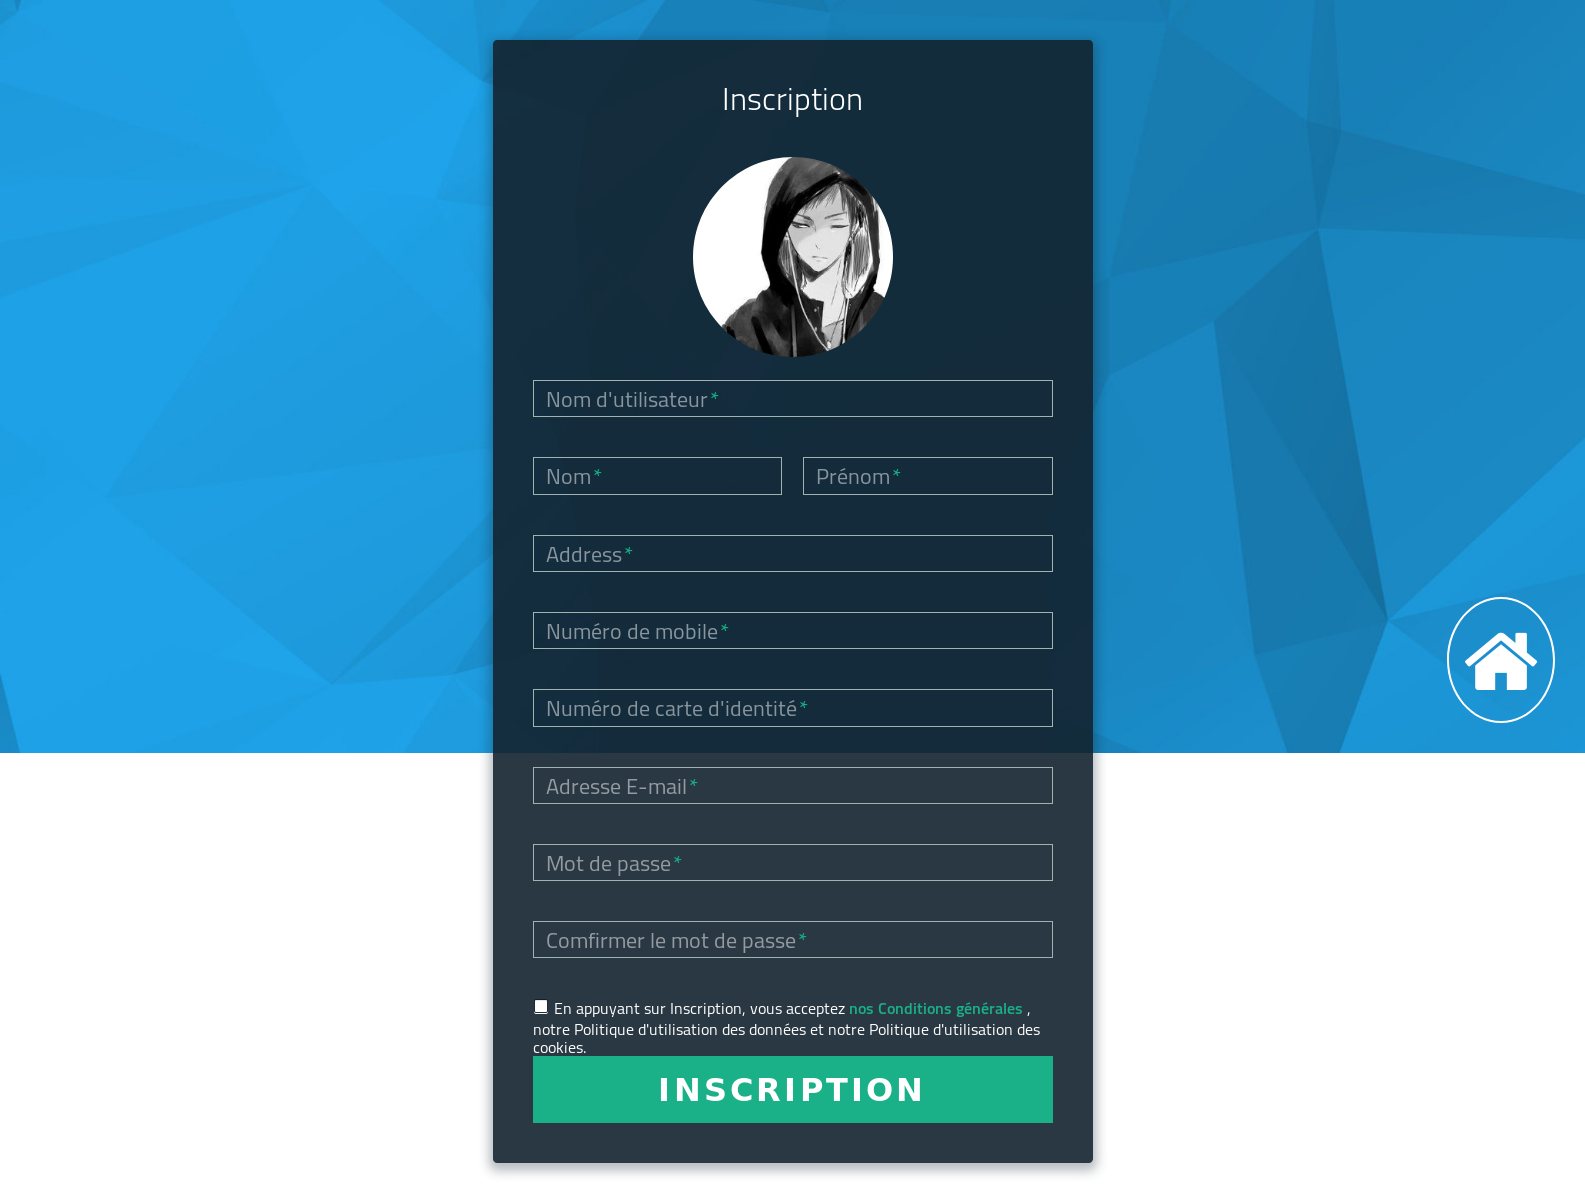 Inscription
Nom d'utilisateur*
Nom* Prénom*
Address*
Numéro de mobile*
Numéro de carte d'identité*
Adresse E-mail*
Mot de passe*
Comfirmer le mot de passe*
En appuyant sur Inscription, vous acceptez nos Conditions générales ,
notre Politique d'utilisation des données et notre Politique d'utilisation des
cookies.
INSCRIPTION